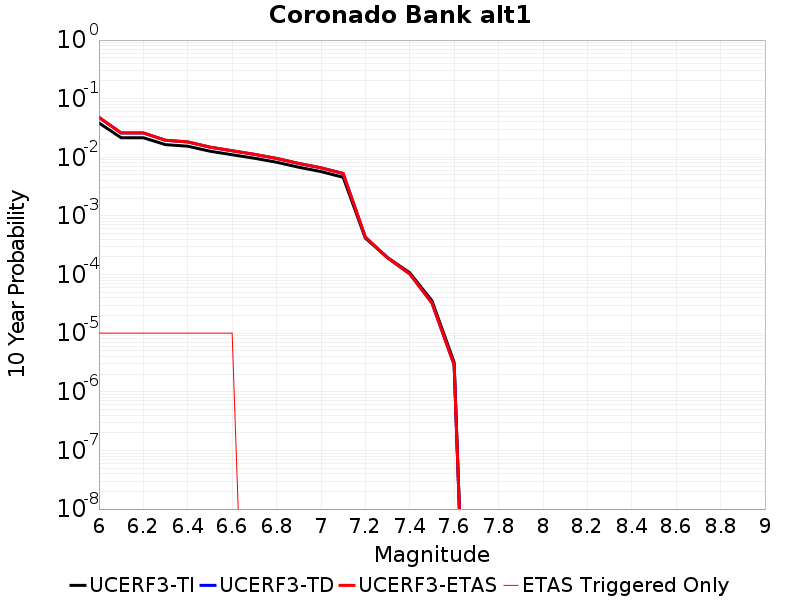 Coronado Bank alt1
10 Year Probability
10^0
10^-1
10^-2
10^-3
10^-4
10^-5
10^-6
10^-7
10^-8
6 6.2 6.4 6.6 6.8 7 7.2 7.4 7.6 7.8 8 8.2 8.4 8.6 8.8 9
Magnitude
UCERF3-TI UCERF3-TD UCERF3-ETAS ETAS Triggered Only